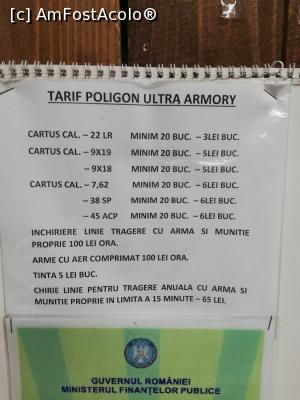 [c] AmFostAcolo®
TARIF POLIGON ULTRA ARMORY
CARTUS CAL. – 22 LR MINIM 20 BUC. – 3LEI BUC.
CARTUS CAL. – 9X19 MINIM 20 BUC. – 5LEI BUC.
– 9X18 MINIM 20 BUC. – 5LEI BUC.
CARTUS CAL. – 7,62 MINIM 20 BUC. – 6LEI BUC.
– 38 SP MINIM 20 BUC. – 6LEI BUC.
– 45 ACP MINIM 20 BUC. – 6LEI BUC.
INCHIRIERE LINIE TRAGERE CU ARMA SI MUNITIE
PROPRIE 100 LEI ORA.
ARME CU AER COMPRIMAT 100 LEI ORA.
TINTA 5 LEI BUC.
CHIRIE LINIE PENTRU TRAGERE ANUALA CU ARMA SI
MUNITIE PROPRIE IN LIMITA A 15 MINUTE – 65 LEI.
GUVERNUL ROMÂNIEI
MINISTERUL FINANȚELOR PUBLICE